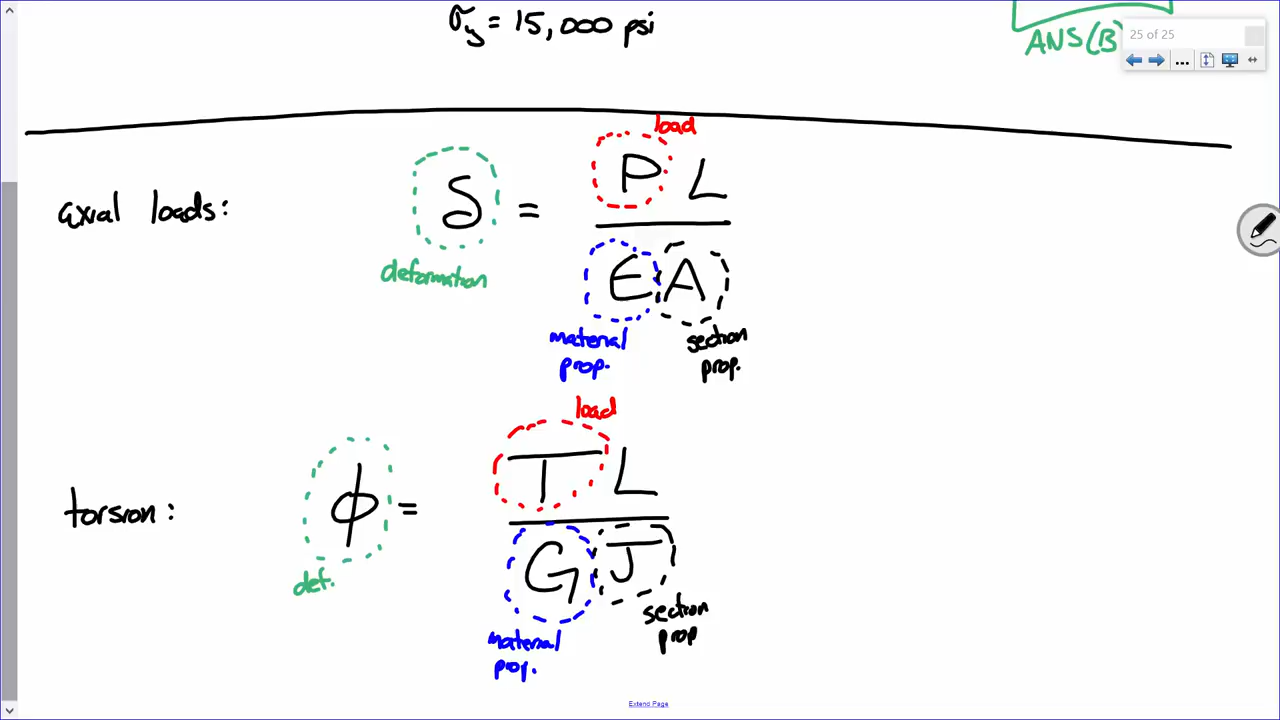 σy = 15,000 psi
ANS(B)
25 of 25
axial loads:
δ = PL / EA
load
deformation
material prop.
section prop.
torsion:
ϕ = TL / GJ
load
def.
material prop.
section prop
Extend Page